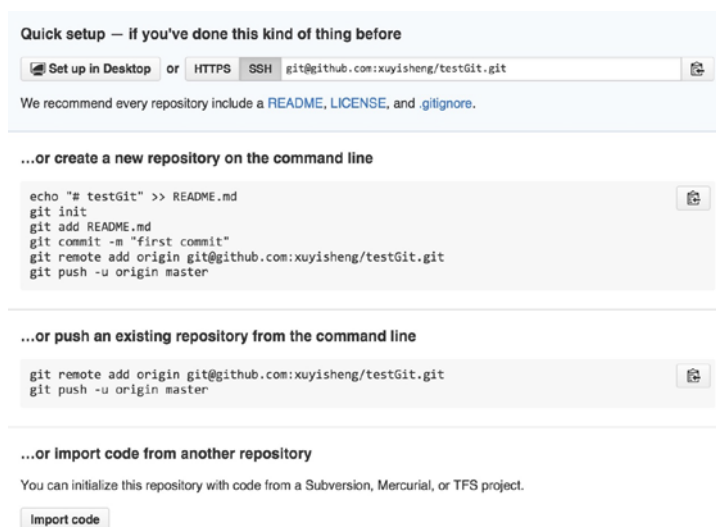 Quick setup — if you've done this kind of thing before
Set up in Desktop or HTTPS SSH git@github.com:xuyisheng/testGit.git
We recommend every repository include a README, LICENSE, and .gitignore.
...or create a new repository on the command line
echo "# testGit" >> README.md
git init
git add README.md
git commit -m "first commit"
git remote add origin git@github.com:xuyisheng/testGit.git
git push -u origin master
...or push an existing repository from the command line
git remote add origin git@github.com:xuyisheng/testGit.git
git push -u origin master
...or import code from another repository
You can initialize this repository with code from a Subversion, Mercurial, or TFS project.
Import code